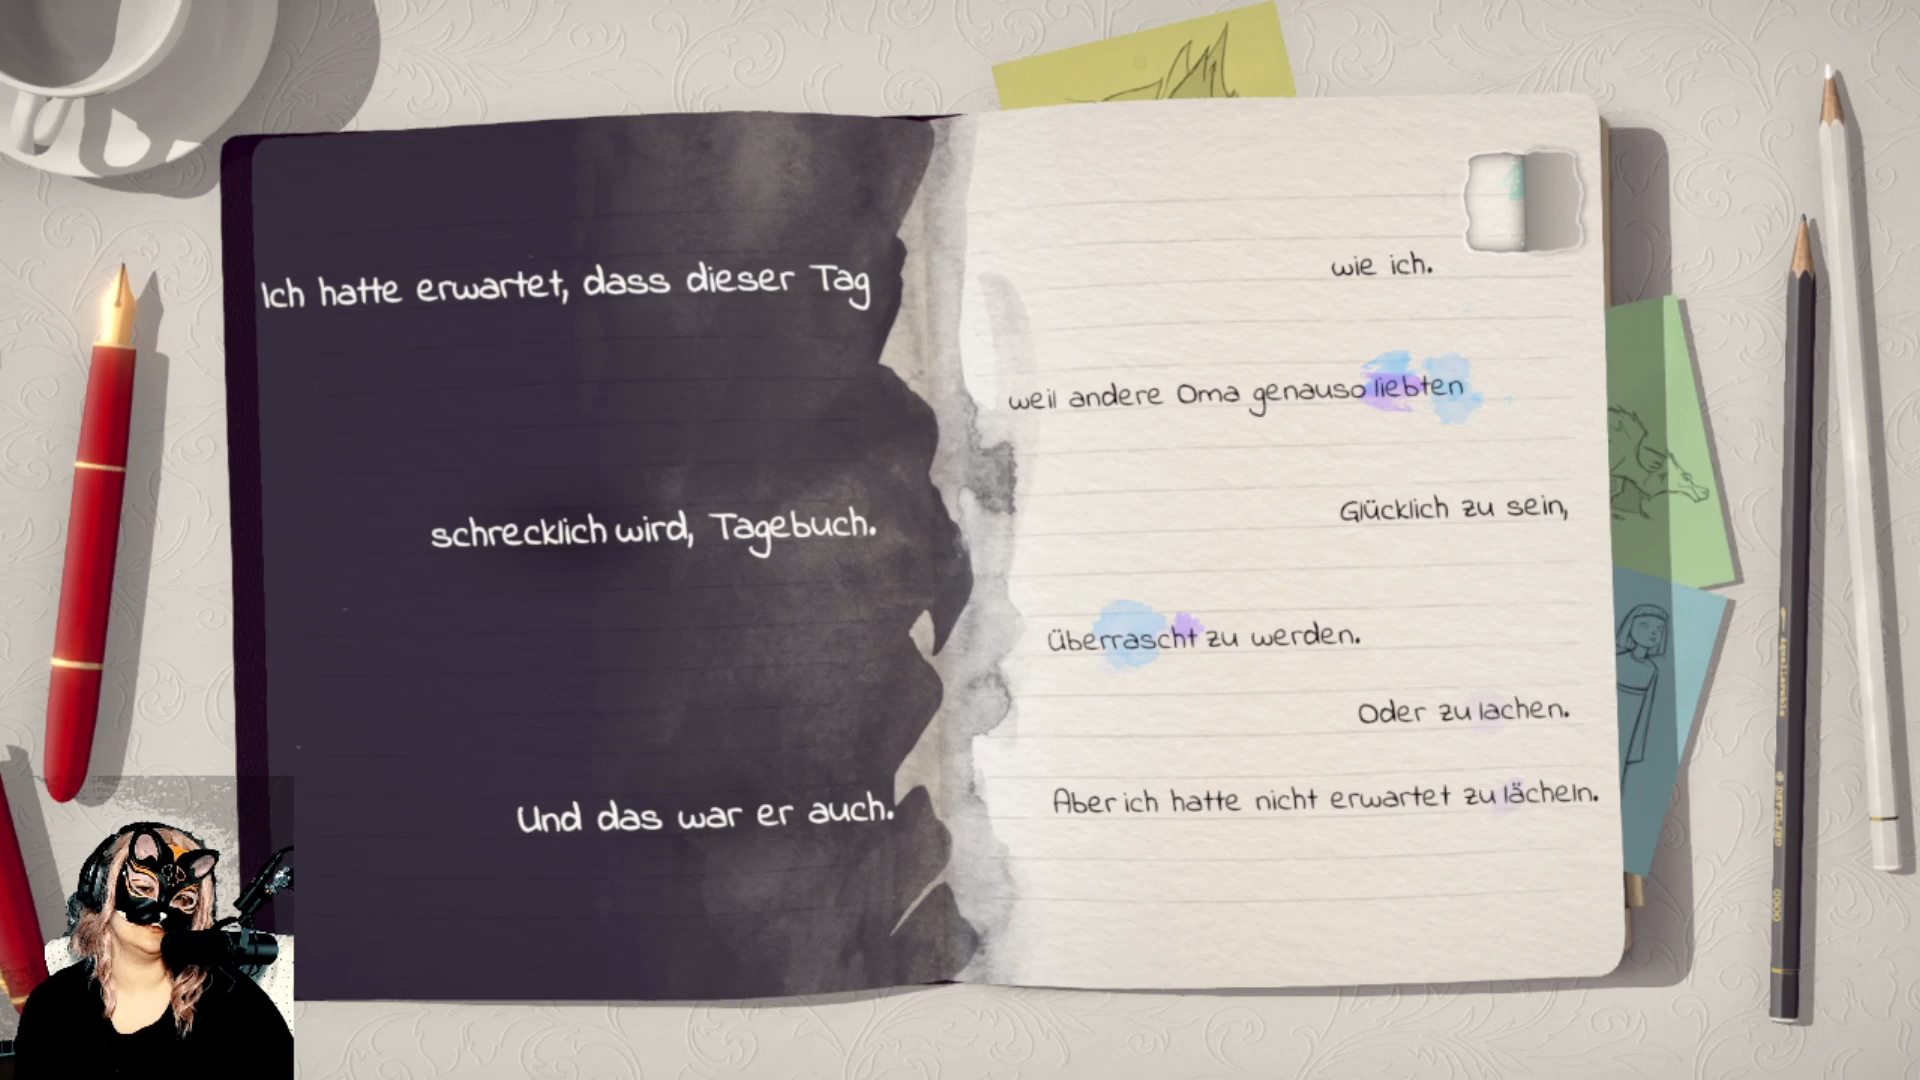 Ich hatte erwartet, dass dieser Tag
schrecklich wird, Tagebuch.
Und das war er auch.
wie ich.
weil andere Oma genauso liebten
Glücklich zu sein,
überrascht zu werden.
Oder zu lachen.
Aber ich hatte nicht erwartet zu lächeln.